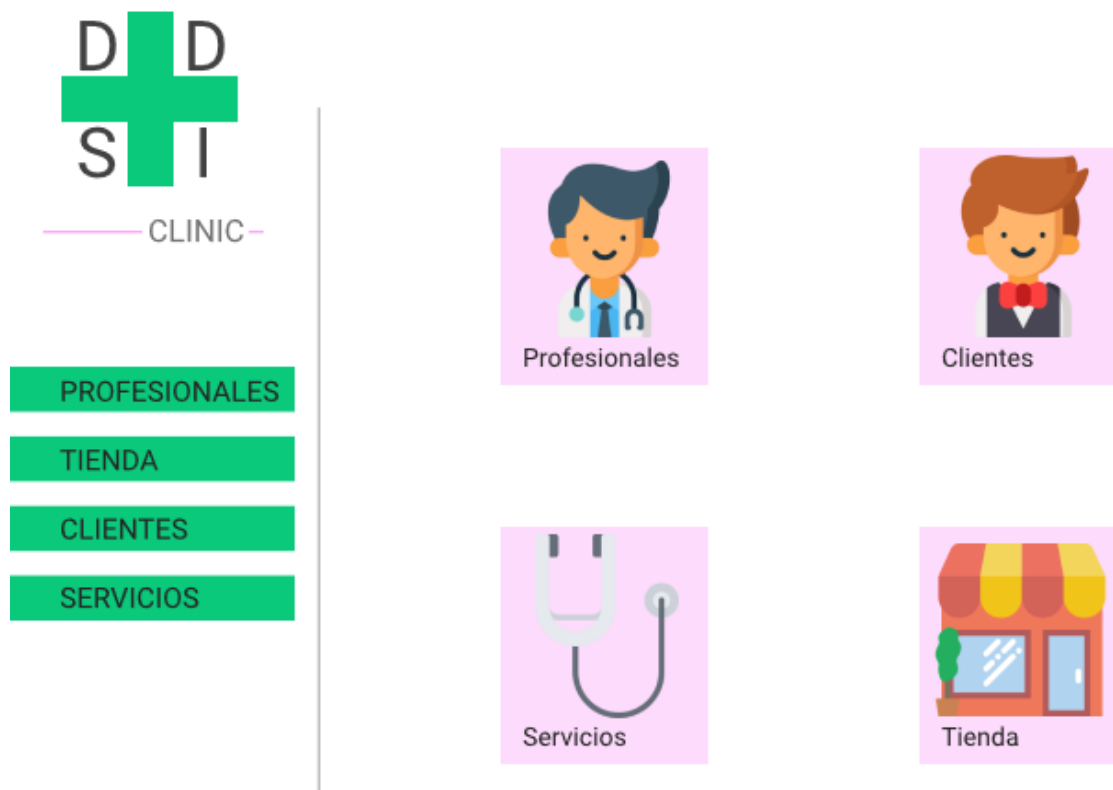 D D
S I
CLINIC
PROFESIONALES
TIENDA
CLIENTES
SERVICIOS
Profesionales
Clientes
Servicios
Tienda